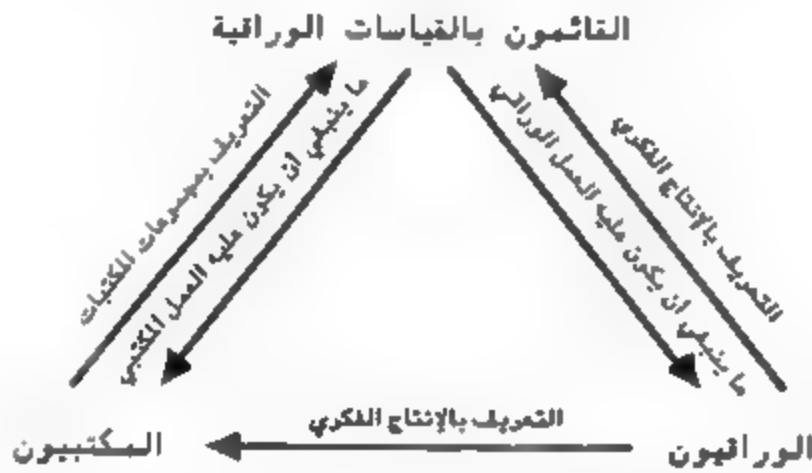 القائمون بالقياسات الوراقية
التعريف بالإنتاج الفكري
ما ينبغي أن يكون عليه العمل الوراقي
ما ينبغي أن يكون عليه العمل المكتبي
التعريف بمجموعات المكتبات
التعريف بالإنتاج الفكري
الوراقيون
المكتبيون